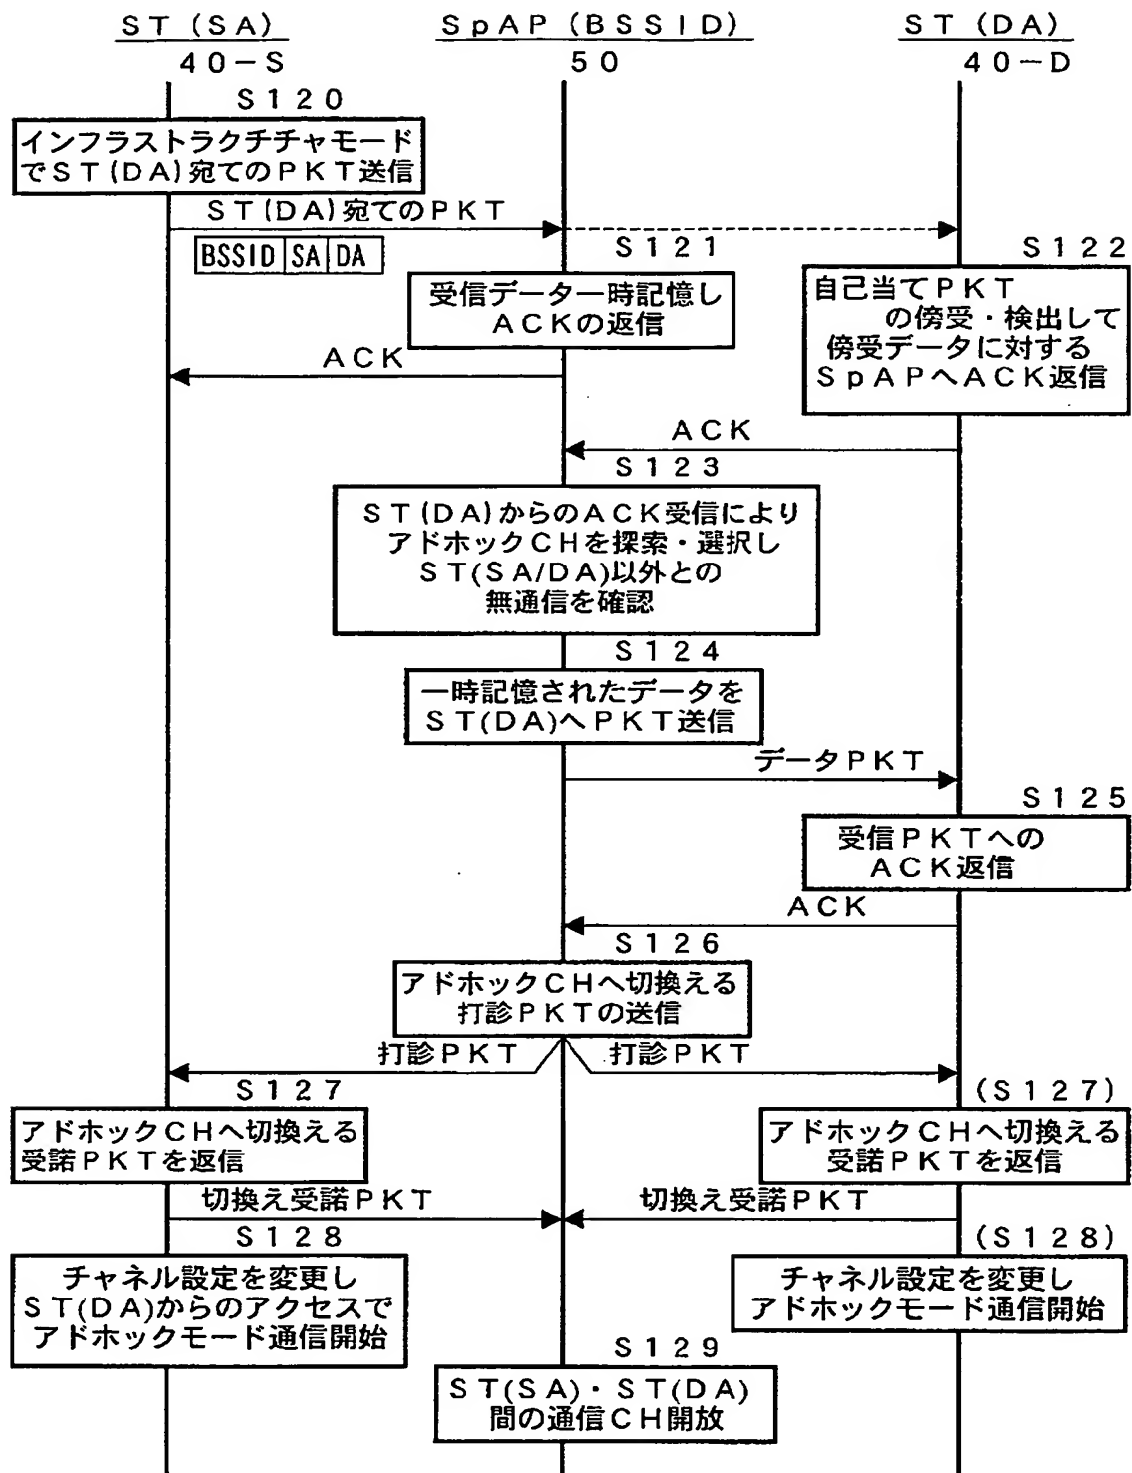 ST(SA)
40-S
SpAP(BSSID)
50
ST(DA)
40-D
S120
インフラストラクチチャモード
でST(DA)宛てのPKT送信
ST(DA)宛てのPKT
BSSID SA DA
S121
受信データ一時記憶し
ACKの返信
S122
自己当てPKT
の傍受・検出して
傍受データに対する
SpAPへACK返信
ACK
ACK
S123
ST(DA)からのACK受信により
アドホックCHを探索・選択し
ST(SA/DA)以外との
無通信を確認
S124
一時記憶されたデータを
ST(DA)へPKT送信
データPKT
S125
受信PKTへの
ACK返信
ACK
S126
アドホックCHへ切換える
打診PKTの送信
打診PKT
打診PKT
S127
アドホックCHへ切換える
受諾PKTを返信
(S127)
アドホックCHへ切換える
受諾PKTを返信
切換え受諾PKT
切換え受諾PKT
S128
チャネル設定を変更し
ST(DA)からのアクセスで
アドホックモード通信開始
(S128)
チャネル設定を変更し
アドホックモード通信開始
S129
ST(SA)・ST(DA)
間の通信CH開放